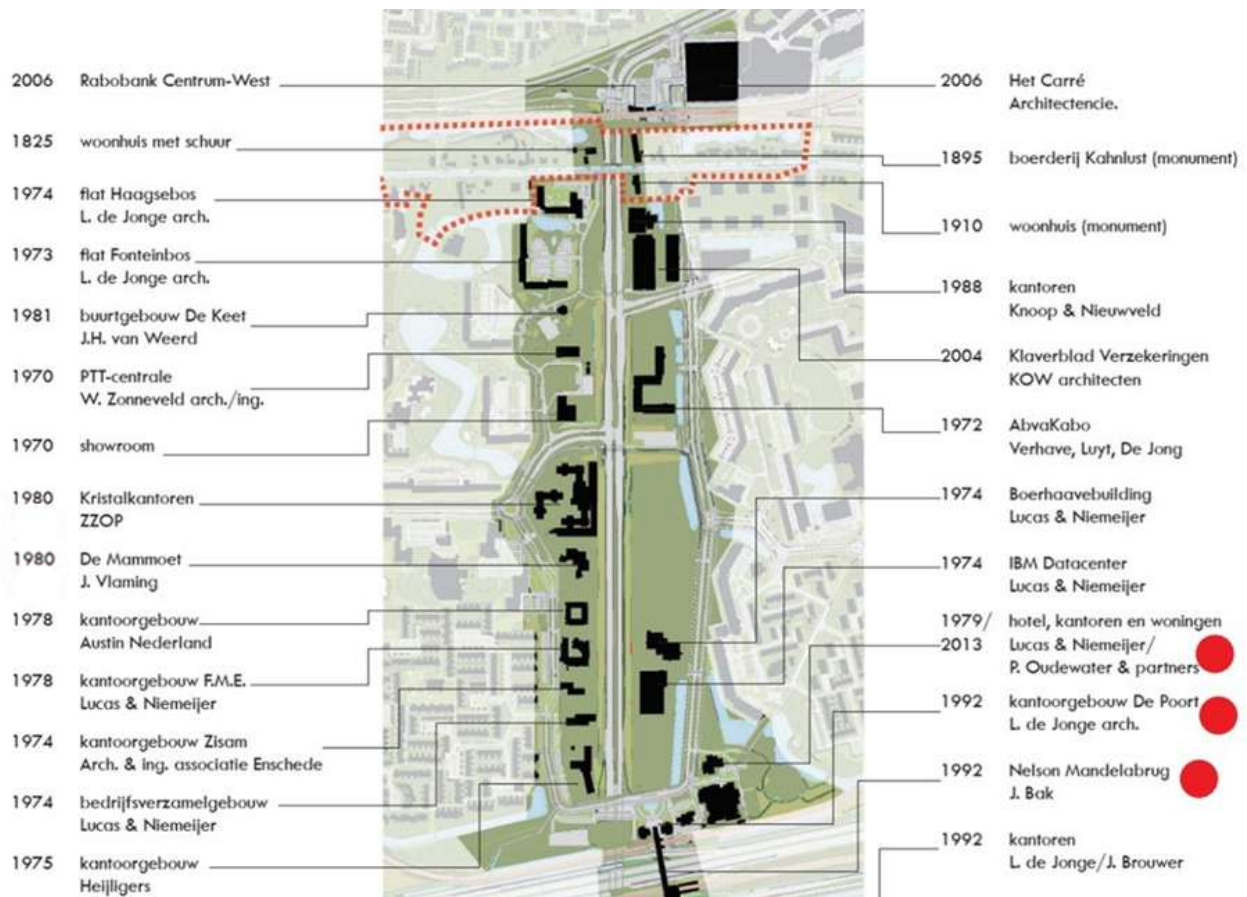 2006 Rabobank Centrum-West
1825 woonhuis met schuur
1974 flat Haagsebos
L. de Jonge arch.
1973 flat Fonteinbos
L. de Jonge arch.
1981 buurtgebouw De Keet
J.H. van Weerd
1970 PTT-centrale
W. Zonneveld arch./ing.
1970 showroom
1980 Kristalkantoren
ZZOP
1980 De Mammoet
J. Vlaming
1978 kantoorgebouw
Austin Nederland
1978 kantoorgebouw F.M.E.
Lucas & Niemeijer
1974 kantoorgebouw Zisam
Arch. & ing. associatie Enschede
1974 bedrijfsverzamelgebouw
Lucas & Niemeijer
1975 kantoorgebouw
Heijligers
2006 Het Carré
Architectencie.
1895 boerderij Kahnlust (monument)
1910 woonhuis (monument)
1988 kantoren
Knoop & Nieuwveld
2004 Klaverblad Verzekeringen
KOW architecten
1972 AbvaKabo
Verhave, Luyt, De Jong
1974 Boerhaavebuilding
Lucas & Niemeijer
1974 IBM Datacenter
Lucas & Niemeijer
1979/ hotel, kantoren en woningen
2013 Lucas & Niemeijer/
P. Oudewater & partners
1992 kantoorgebouw De Poort
L. de Jonge arch.
1992 Nelson Mandelabrug
J. Bak
1992 kantoren
L. de Jonge/J. Brouwer